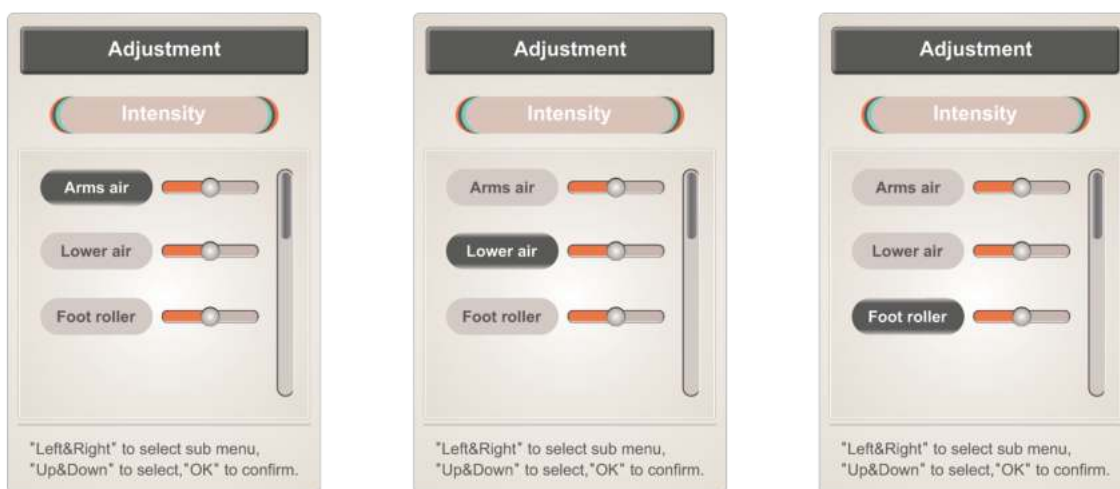 Adjustment
Intensity
Arms air
Lower air
Foot roller
"Left&Right" to select sub menu,
"Up&Down" to select,"OK" to confirm.
Adjustment
Intensity
Arms air
Lower air
Foot roller
"Left&Right" to select sub menu,
"Up&Down" to select,"OK" to confirm.
Adjustment
Intensity
Arms air
Lower air
Foot roller
"Left&Right" to select sub menu,
"Up&Down" to select,"OK" to confirm.